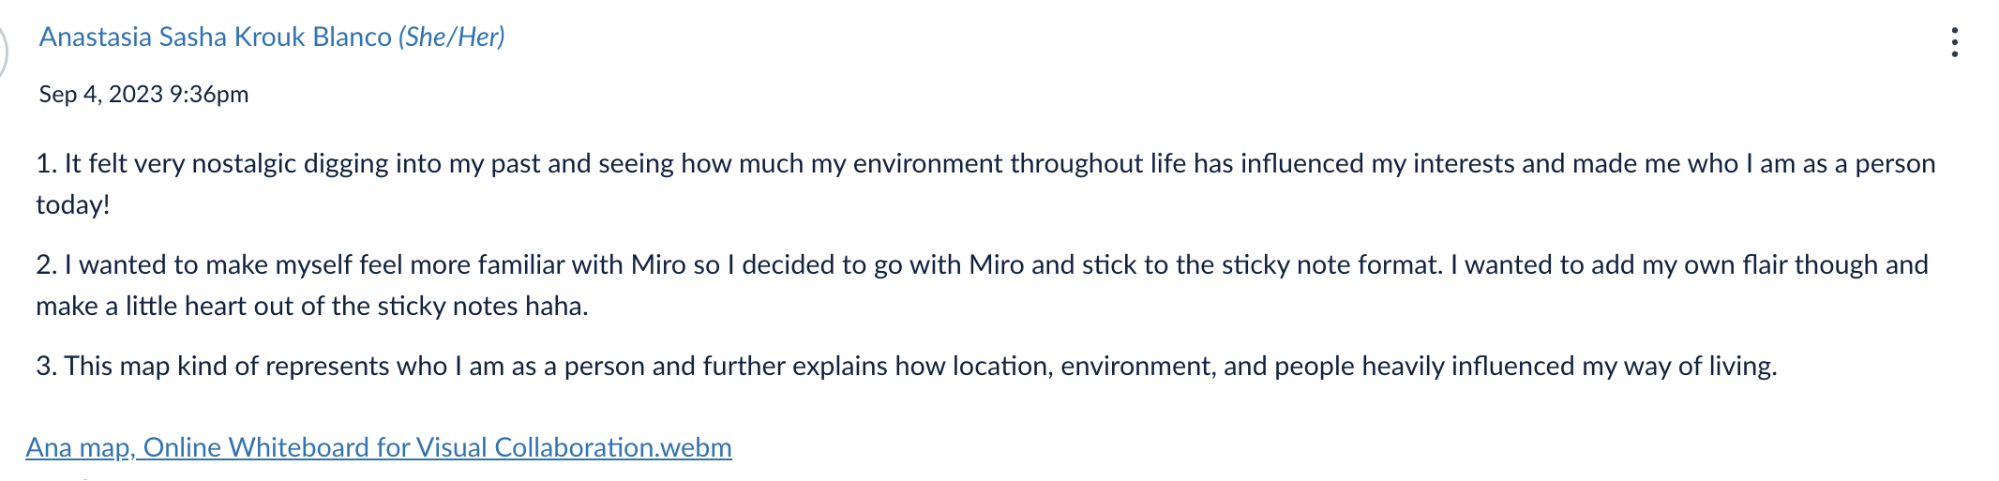 Anastasia Sasha Krouk Blanco (She/Her)
Sep 4, 2023 9:36pm
1. It felt very nostalgic digging into my past and seeing how much my environment throughout life has influenced my interests and made me who I am as a person
today!
2. I wanted to make myself feel more familiar with Miro so I decided to go with Miro and stick to the sticky note format. I wanted to add my own flair though and
make a little heart out of the sticky notes haha.
3. This map kind of represents who I am as a person and further explains how location, environment, and people heavily influenced my way of living.
Ana map, Online Whiteboard for Visual Collaboration.webm